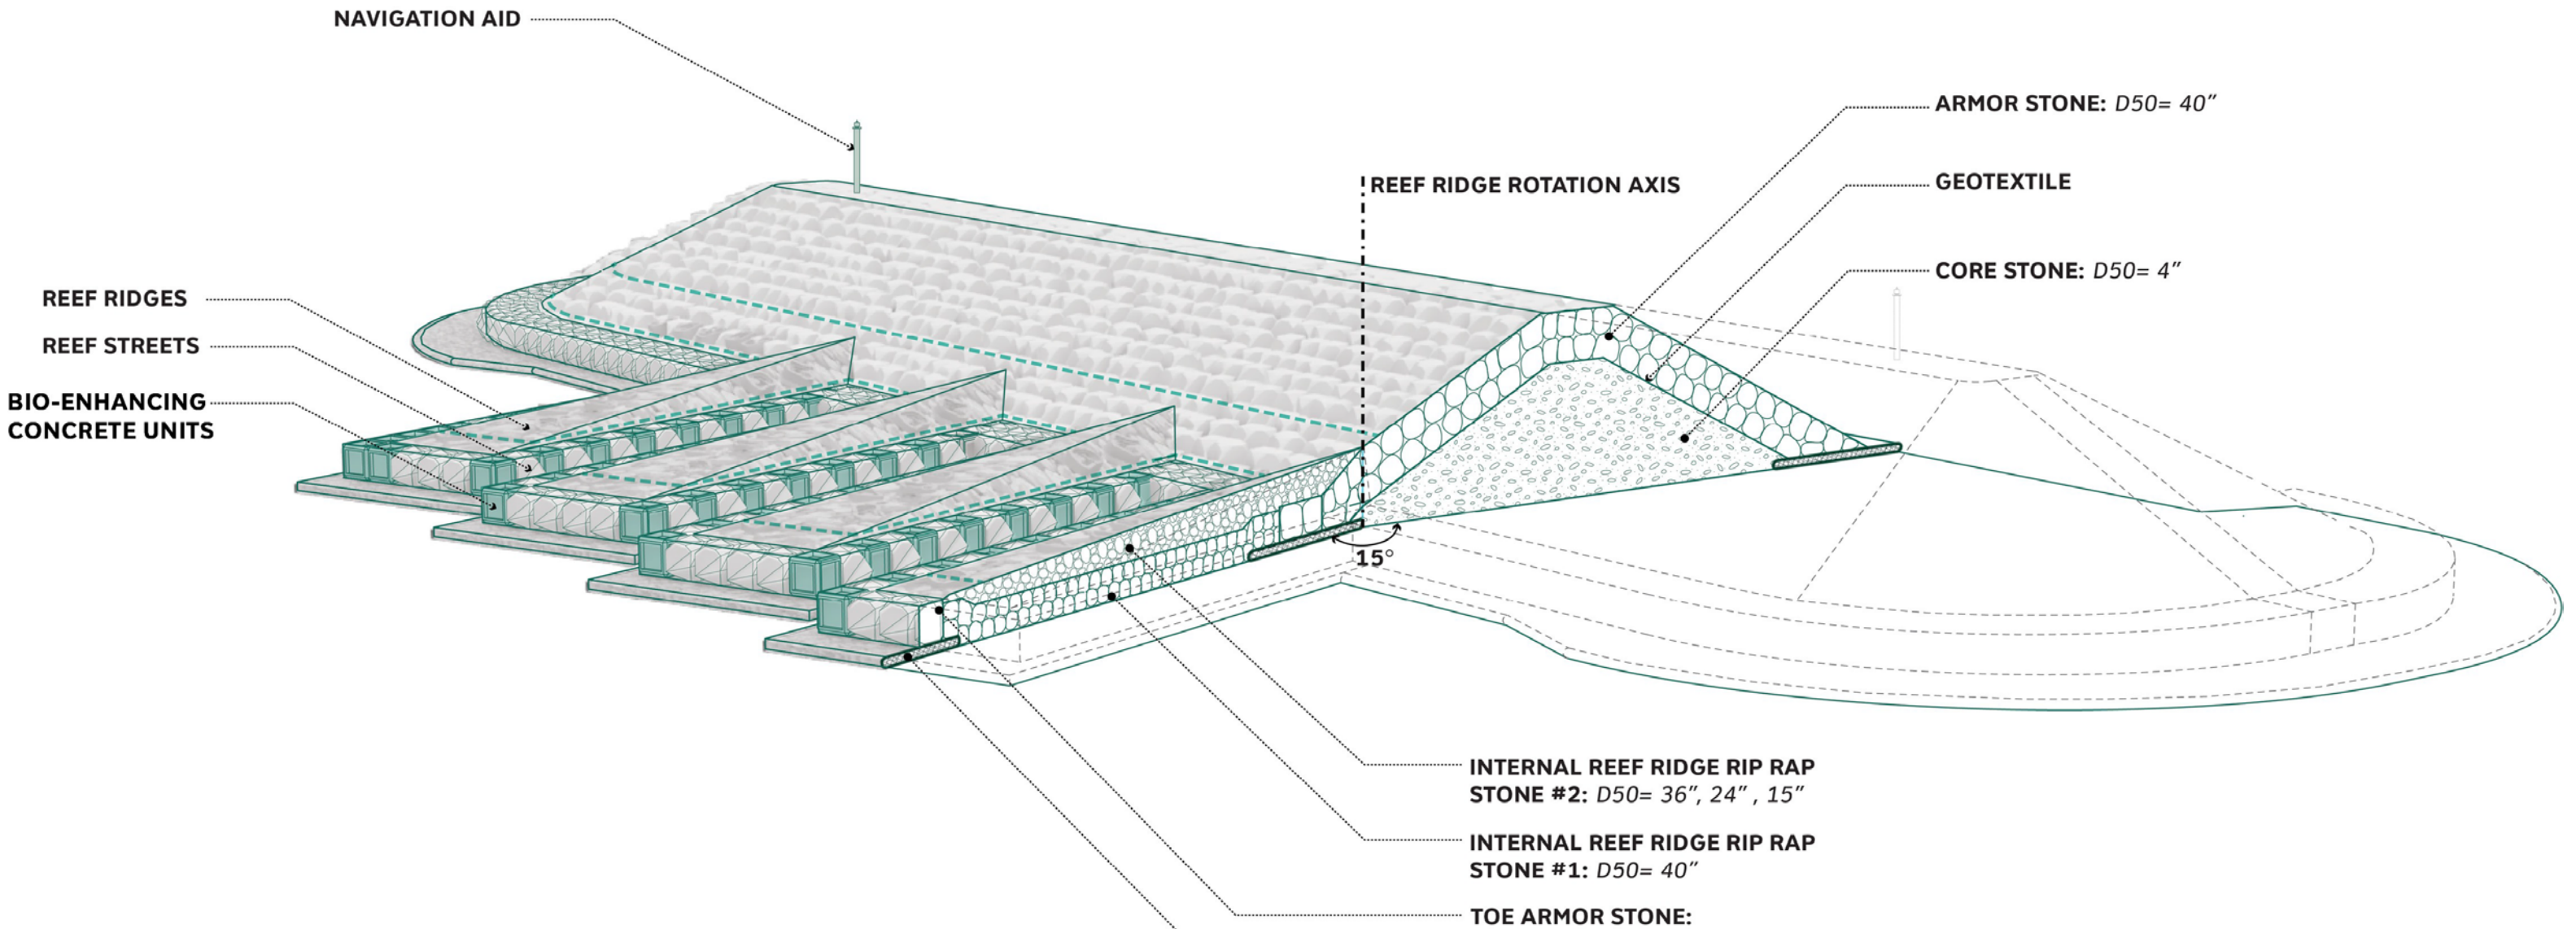 NAVIGATION AID
ARMOR STONE: D50= 40”
REEF RIDGE ROTATION AXIS
GEOTEXTILE
CORE STONE: D50= 4”
REEF RIDGES
REEF STREETS
BIO-ENHANCING
CONCRETE UNITS
15°
INTERNAL REEF RIDGE RIP RAP
STONE #2: D50= 36”, 24” , 15”
INTERNAL REEF RIDGE RIP RAP
STONE #1: D50= 40”
TOE ARMOR STONE: